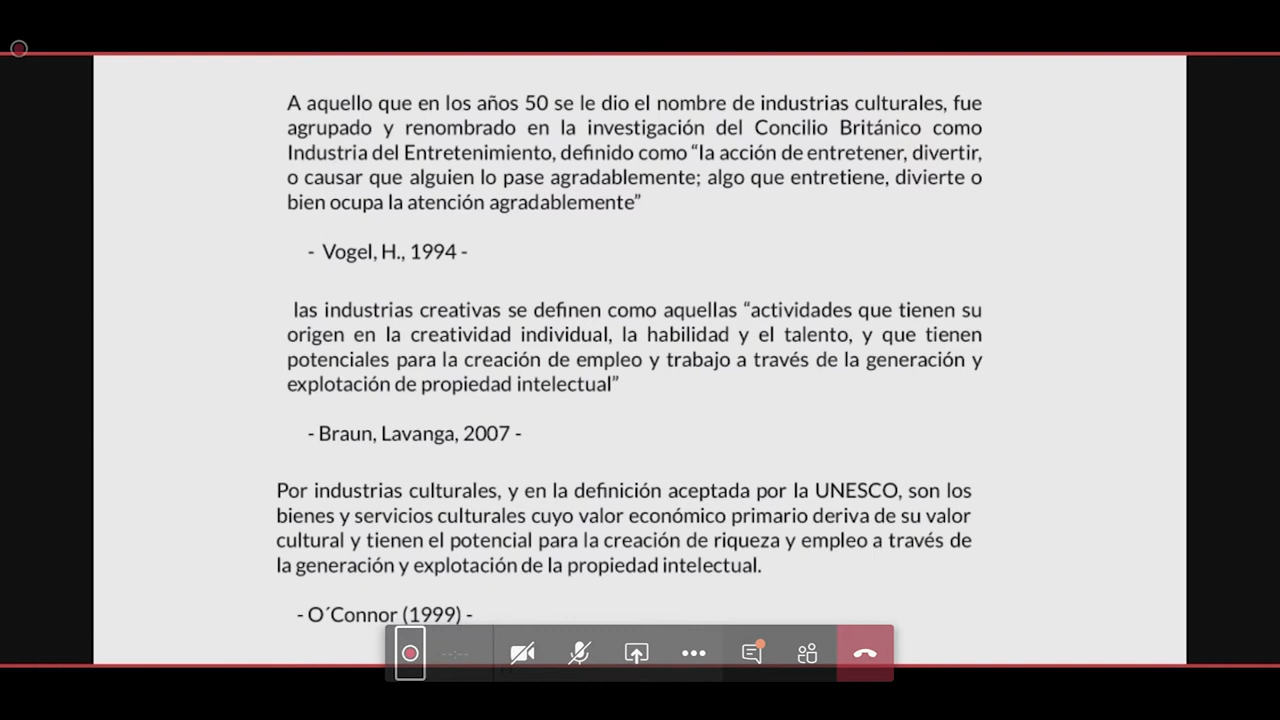 A aquello que en los años 50 se le dio el nombre de industrias culturales, fue
agrupado y renombrado en la investigación del Concilio Británico como
Industria del Entretenimiento, definido como “la acción de entretener, divertir,
o causar que alguien lo pase agradablemente; algo que entretiene, divierte o
bien ocupa la atención agradablemente”
- Vogel, H., 1994 -
las industrias creativas se definen como aquellas “actividades que tienen su
origen en la creatividad individual, la habilidad y el talento, y que tienen
potenciales para la creación de empleo y trabajo a través de la generación y
explotación de propiedad intelectual”
- Braun, Lavanga, 2007 -
Por industrias culturales, y en la definición aceptada por la UNESCO, son los
bienes y servicios culturales cuyo valor económico primario deriva de su valor
cultural y tienen el potencial para la creación de riqueza y empleo a través de
la generación y explotación de la propiedad intelectual.
- O´Connor (1999) -
--:--